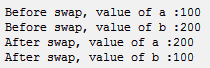 Before swap, value of a :100
Before swap, value of b :200
After swap, value of a :200
After swap, value of b :100